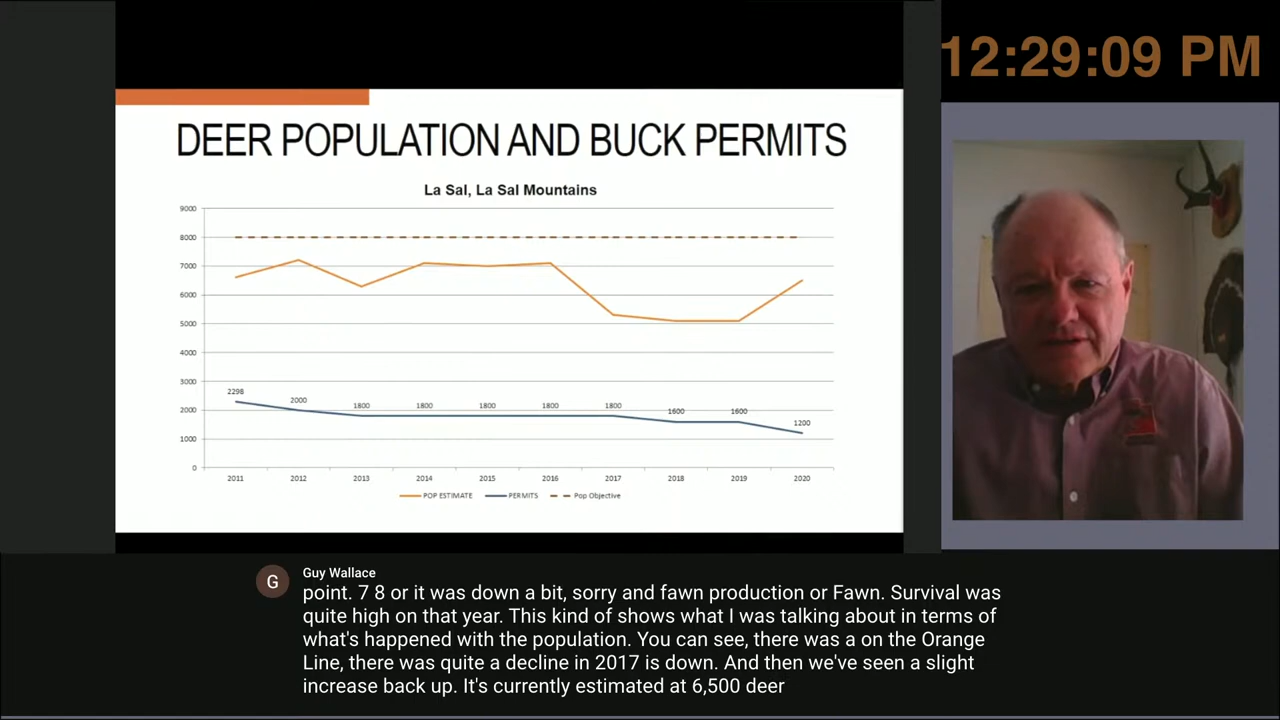 12:29:09 PM
DEER POPULATION AND BUCK PERMITS
La Sal, La Sal Mountains
9000
8000
7000
6000
5000
4000
3000
2000
1000
0
2298
2000
1800
1800
1800
1800
1800
1600
1600
1200
2011 2012 2013 2014 2015 2016 2017 2018 2019 2020
POP ESTIMATE PERMITS Pop Objective
G
Guy Wallace
point. 7 8 or it was down a bit, sorry and fawn production or Fawn. Survival was
quite high on that year. This kind of shows what I was talking about in terms of
what's happened with the population. You can see, there was a on the Orange
Line, there was quite a decline in 2017 is down. And then we've seen a slight
increase back up. It's currently estimated at 6,500 deer